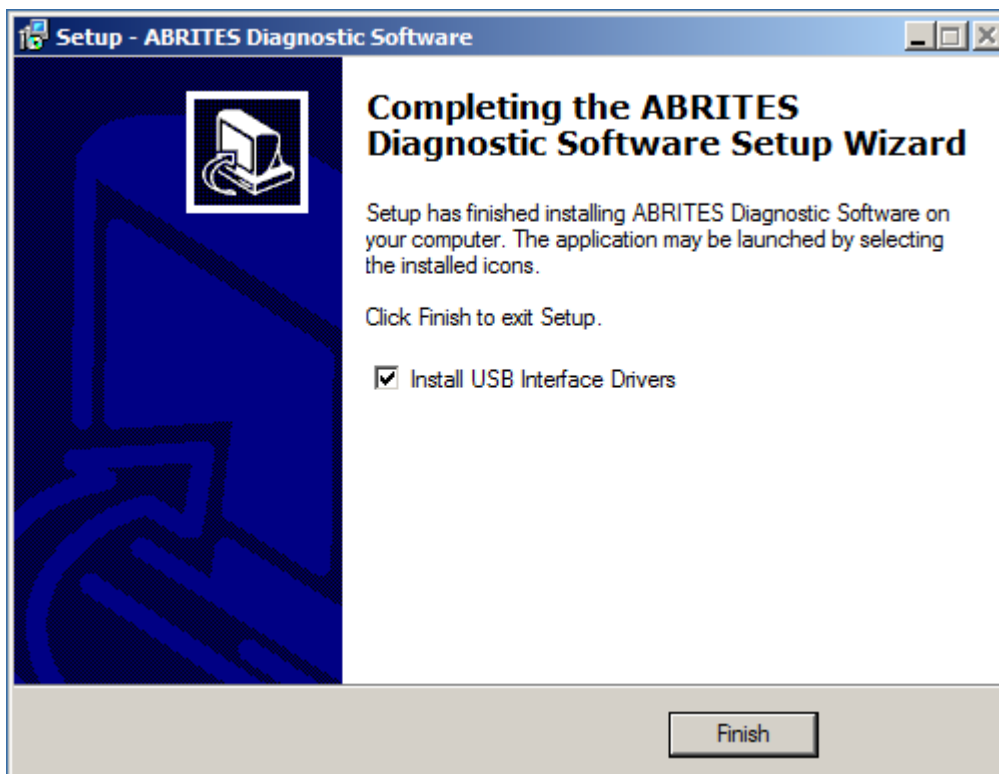 Setup - ABRITES Diagnostic Software
Completing the ABRITES
Diagnostic Software Setup Wizard
Setup has finished installing ABRITES Diagnostic Software on
your computer. The application may be launched by selecting
the installed icons.
Click Finish to exit Setup.
Install USB Interface Drivers
Finish